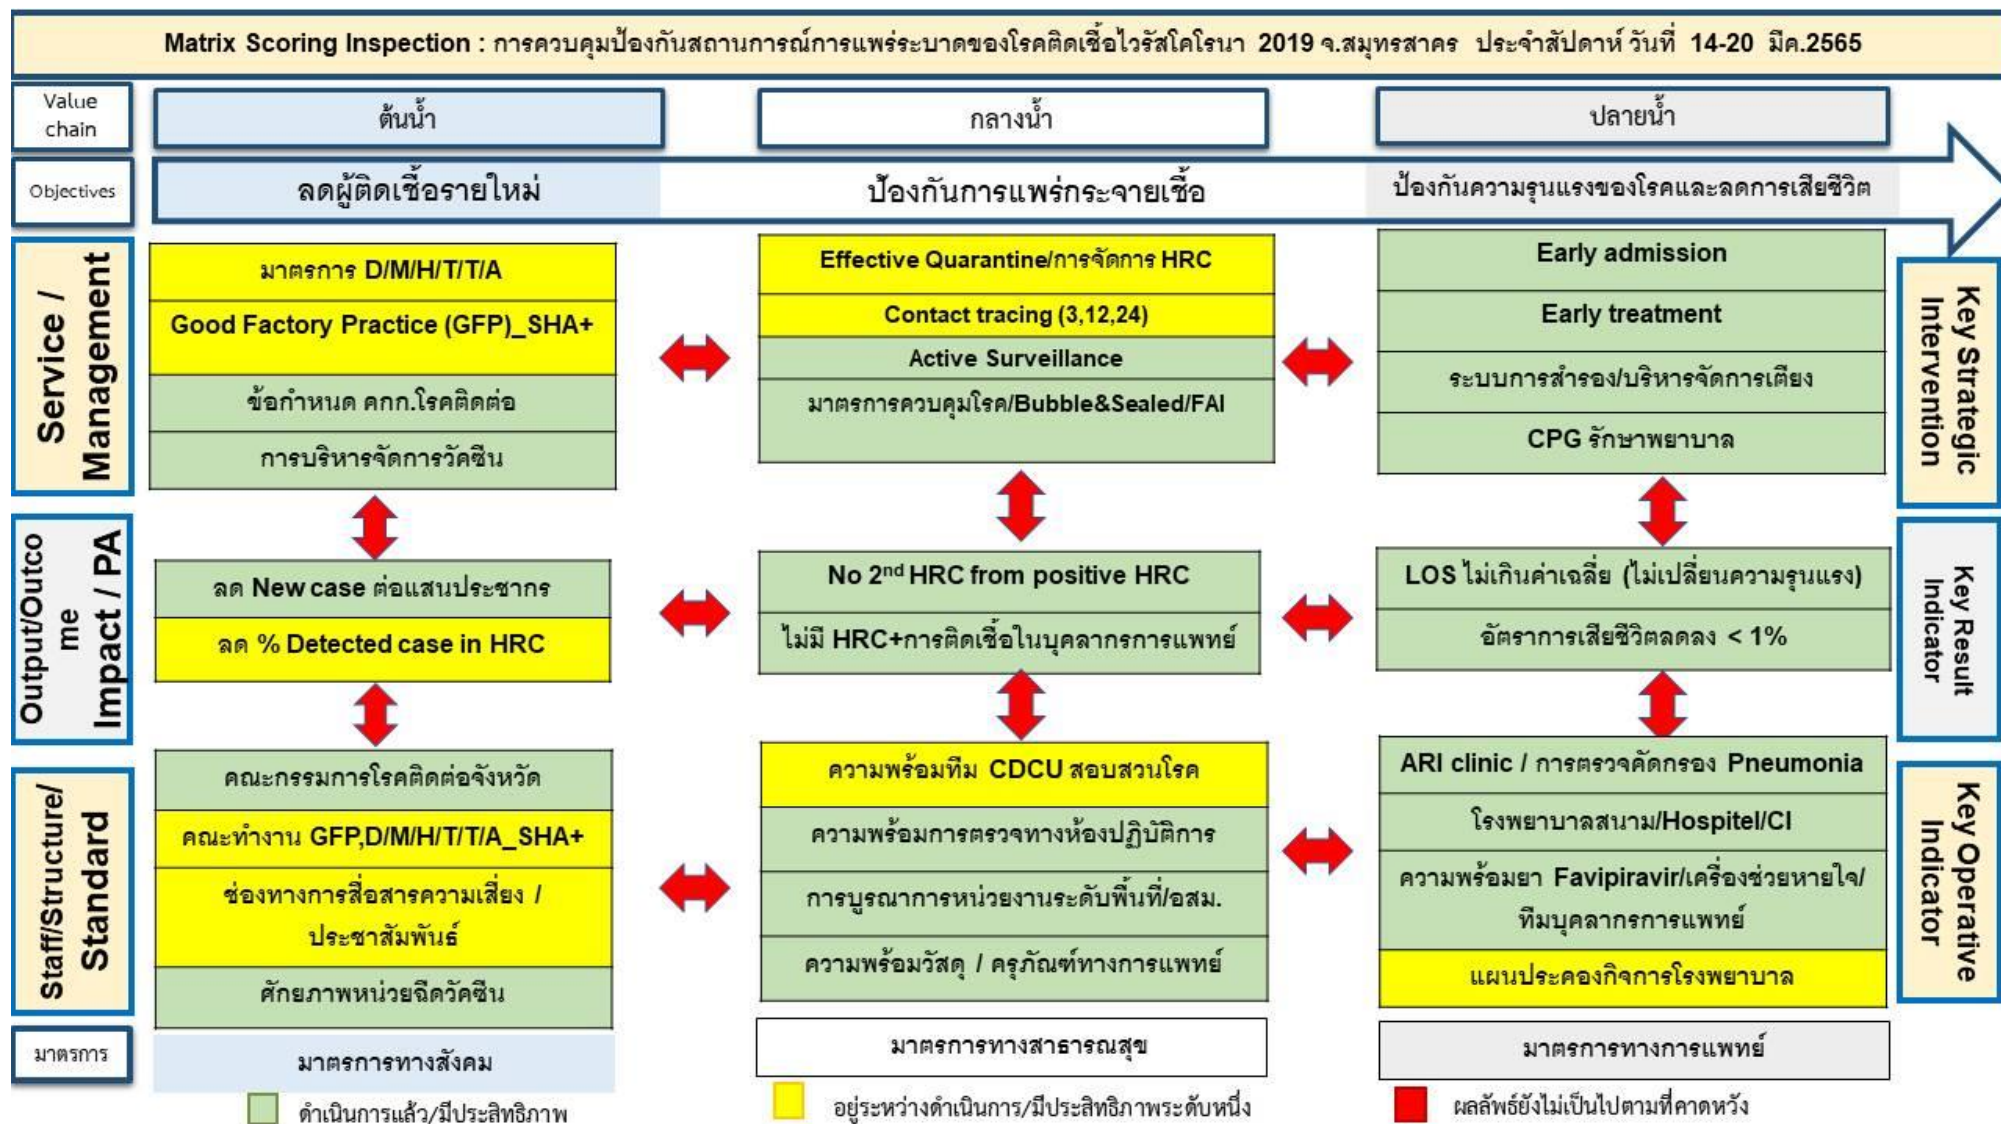 Matrix Scoring Inspection : การควบคุมป้องกันสถานการณ์การแพร่ระบาดของโรคติดเชื้อไวรัสโคโรนา 2019 จ.สมุทรสาคร ประจำสัปดาห์ วันที่ 14-20 มีค.2565
Value
chain
ต้นน้ำ
กลางน้ำ
ปลายน้ำ
Objectives
ลดผู้ติดเชื้อรายใหม่
ป้องกันการแพร่กระจายเชื้อ
ป้องกันความรุนแรงของโรคและลดการเสียชีวิต
Service /
Management
มาตรการ D/M/H/T/T/A
Good Factory Practice (GFP)_SHA+
ข้อกำหนด คกก.โรคติดต่อ
การบริหารจัดการวัคซีน
Effective Quarantine/การจัดการ HRC
Contact tracing (3,12,24)
Active Surveillance
มาตรการควบคุมโรค/Bubble&Sealed/FAI
Early admission
Early treatment
ระบบการสำรอง/บริหารจัดการเตียง
CPG รักษาพยาบาล
Key Strategic
Intervention
Output/Outco
me
Impact / PA
ลด New case ต่อแสนประชากร
ลด % Detected case in HRC
No 2nd HRC from positive HRC
ไม่มี HRC+การติดเชื้อในบุคลากรการแพทย์
LOS ไม่เกินค่าเฉลี่ย (ไม่เปลี่ยนความรุนแรง)
อัตราการเสียชีวิตลดลง < 1%
Key Result
Indicator
Staff/Structure/
Standard
คณะกรรมการโรคติดต่อจังหวัด
คณะทำงาน GFP,D/M/H/T/T/A_SHA+
ช่องทางการสื่อสารความเสี่ยง /
ประชาสัมพันธ์
ศักยภาพหน่วยฉีดวัคซีน
ความพร้อมทีม CDCU สอบสวนโรค
ความพร้อมการตรวจทางห้องปฏิบัติการ
การบูรณาการหน่วยงานระดับพื้นที่/อสม.
ความพร้อมวัสดุ / ครุภัณฑ์ทางการแพทย์
ARI clinic / การตรวจคัดกรอง Pneumonia
โรงพยาบาลสนาม/Hospitel/CI
ความพร้อมยา Favipiravir/เครื่องช่วยหายใจ/
ทีมบุคลากรการแพทย์
แผนประคองกิจการโรงพยาบาล
Key Operative
Indicator
มาตรการ
มาตรการทางสังคม
มาตรการทางสาธารณสุข
มาตรการทางการแพทย์
ดำเนินการแล้ว/มีประสิทธิภาพ
อยู่ระหว่างดำเนินการ/มีประสิทธิภาพระดับหนึ่ง
ผลลัพธ์ยังไม่เป็นไปตามที่คาดหวัง